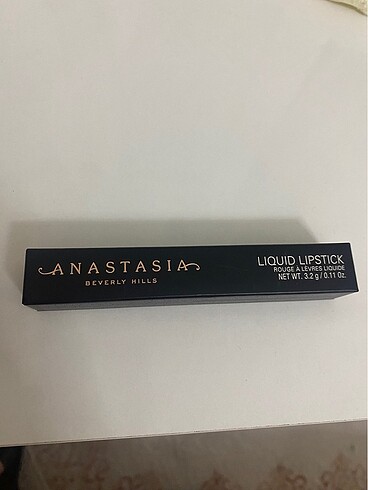 ANASTASIA
BEVERLY HILLS
LIQUID LIPSTICK
ROUGE À LÈVRES LIQUIDE
NET WT. 3.2 g / 0.11 Oz.